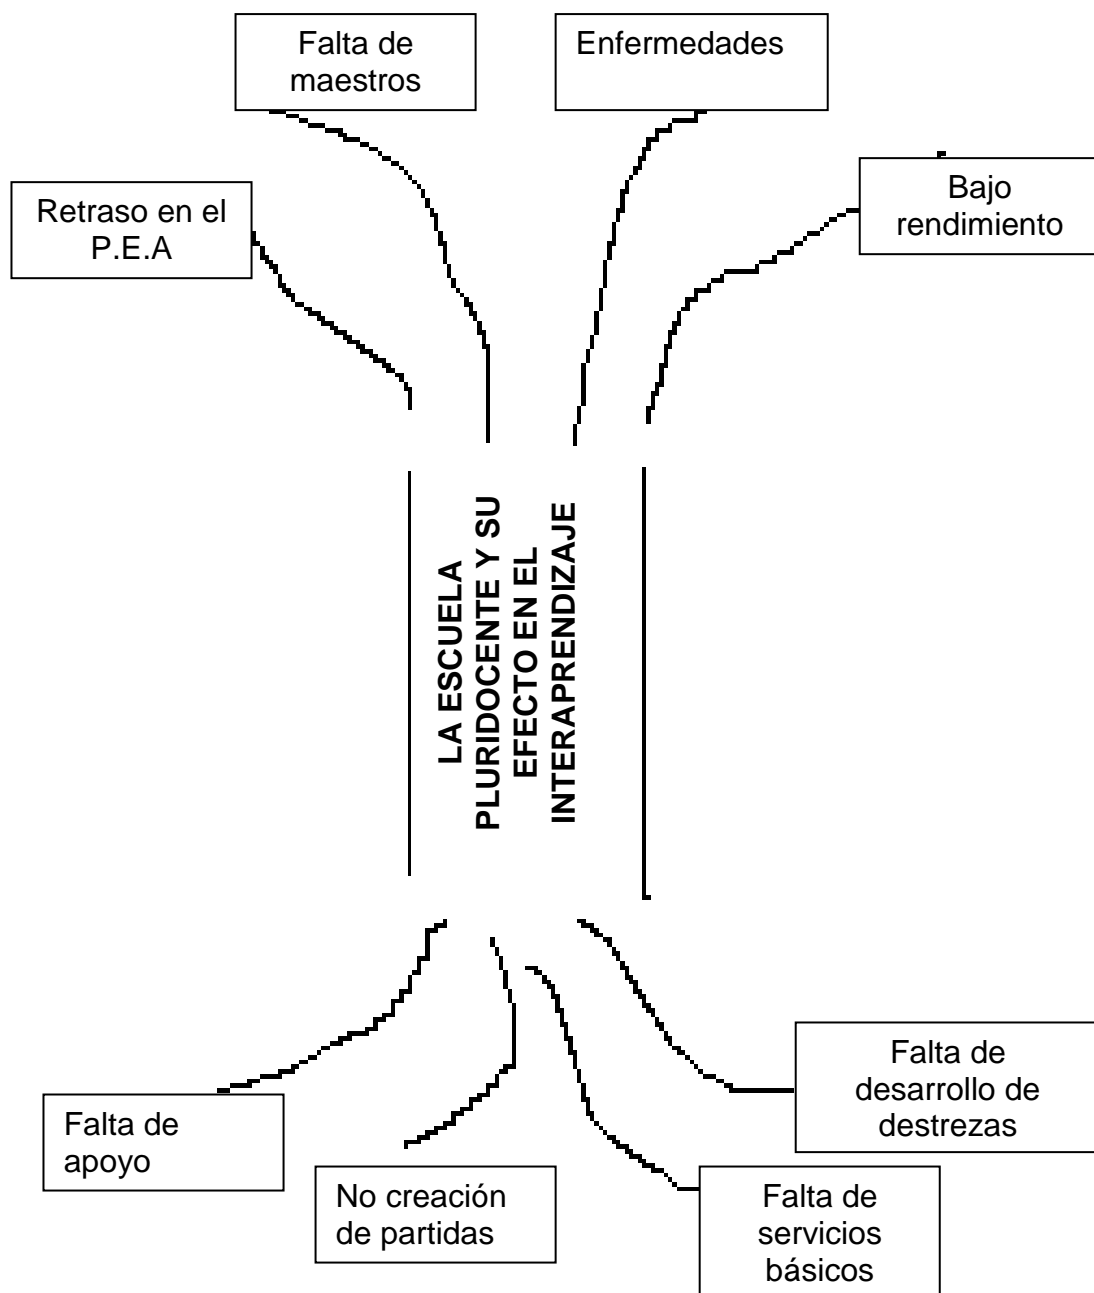 Falta de
maestros
Enfermedades
Retraso en el
P.E.A
Bajo
rendimiento
LA ESCUELA
PLURIDOCENTE Y SU
EFECTO EN EL
INTERAPRENDIZAJE
Falta de
apoyo
No creación
de partidas
Falta de
servicios
básicos
Falta de
desarrollo de
destrezas